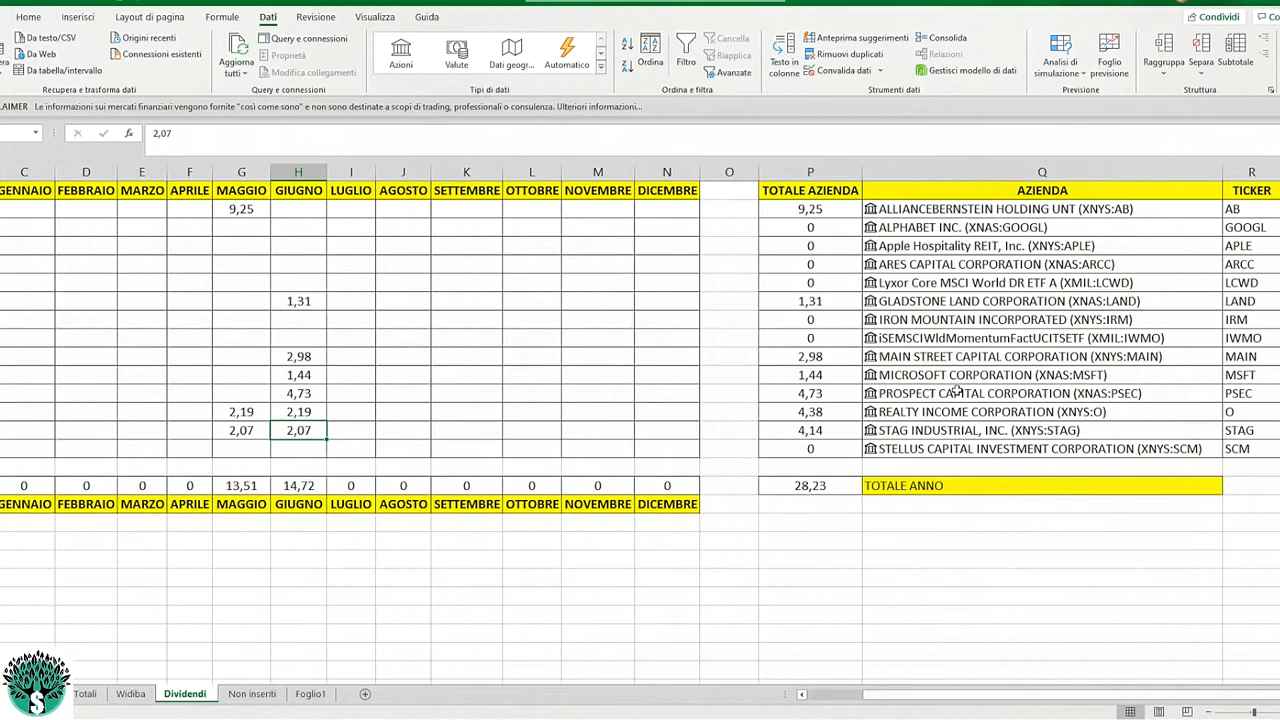 Home Inserisci Layout di pagina Formule Dati Revisione Visualizza Guida Condividi
Da testo/CSV Origini recenti Query e connessioni Cancella Anteprime suggerimento Consolida
Da Web Connessioni esistenti Proprietà Riapplica Rimuovi duplicati Relazioni
Da tabella/intervallo Aggiorna tutti Modifica collegamenti Azioni Valute Dati geogr... Automatico Ordina Filtro Avanzate Testo in colonne Convalida dati Gestisci modello di dati Analisi di simulazione Foglio previsione Raggruppa Separa Subtotale
Recupera e trasforma dati Query e connessioni Tipi di dati Ordina e filtra Strumenti dati Previsione Struttura
LAIMER Le informazioni sui mercati finanziari vengono fornite "così come sono" e non sono destinate a scopi di trading, professionali o consulenza. Ulteriori informazioni...
fx 2,07
C D E F G H I J K L M N O P Q R
GENNAIO FEBBRAIO MARZO APRILE MAGGIO GIUGNO LUGLIO AGOSTO SETTEMBRE OTTOBRE NOVEMBRE DICEMBRE TOTALE AZIENDA AZIENDA TICKER
9,25 9,25 ALLIANCEBERNSTEIN HOLDING UNT (XNYS:AB) AB
0 ALPHABET INC. (XNAS:GOOGL) GOOGL
0 Apple Hospitality REIT, Inc. (XNYS:APLE) APLE
0 ARES CAPITAL CORPORATION (XNAS:ARCC) ARCC
0 Lyxor Core MSCI World DR ETF A (XMIL:LCWD) LCWD
1,31 1,31 GLADSTONE LAND CORPORATION (XNAS:LAND) LAND
0 IRON MOUNTAIN INCORPORATED (XNYS:IRM) IRM
0 iSEMSCIWldMomentumFactUCITSETF (XMIL:IWMO) IWMO
2,98 2,98 MAIN STREET CAPITAL CORPORATION (XNYS:MAIN) MAIN
1,44 1,44 MICROSOFT CORPORATION (XNAS:MSFT) MSFT
4,73 4,73 PROSPECT CAPITAL CORPORATION (XNAS:PSEC) PSEC
2,19 2,19 4,38 REALTY INCOME CORPORATION (XNYS:O) O
2,07 2,07 4,14 STAG INDUSTRIAL, INC. (XNYS:STAG) STAG
0 STELLUS CAPITAL INVESTMENT CORPORATION (XNYS:SCM) SCM
0 0 0 0 13,51 14,72 0 0 0 0 0 0 28,23 TOTALE ANNO
GENNAIO FEBBRAIO MARZO APRILE MAGGIO GIUGNO LUGLIO AGOSTO SETTEMBRE OTTOBRE NOVEMBRE DICEMBRE
Totali Widiba Dividendi Non inseriti Foglio1